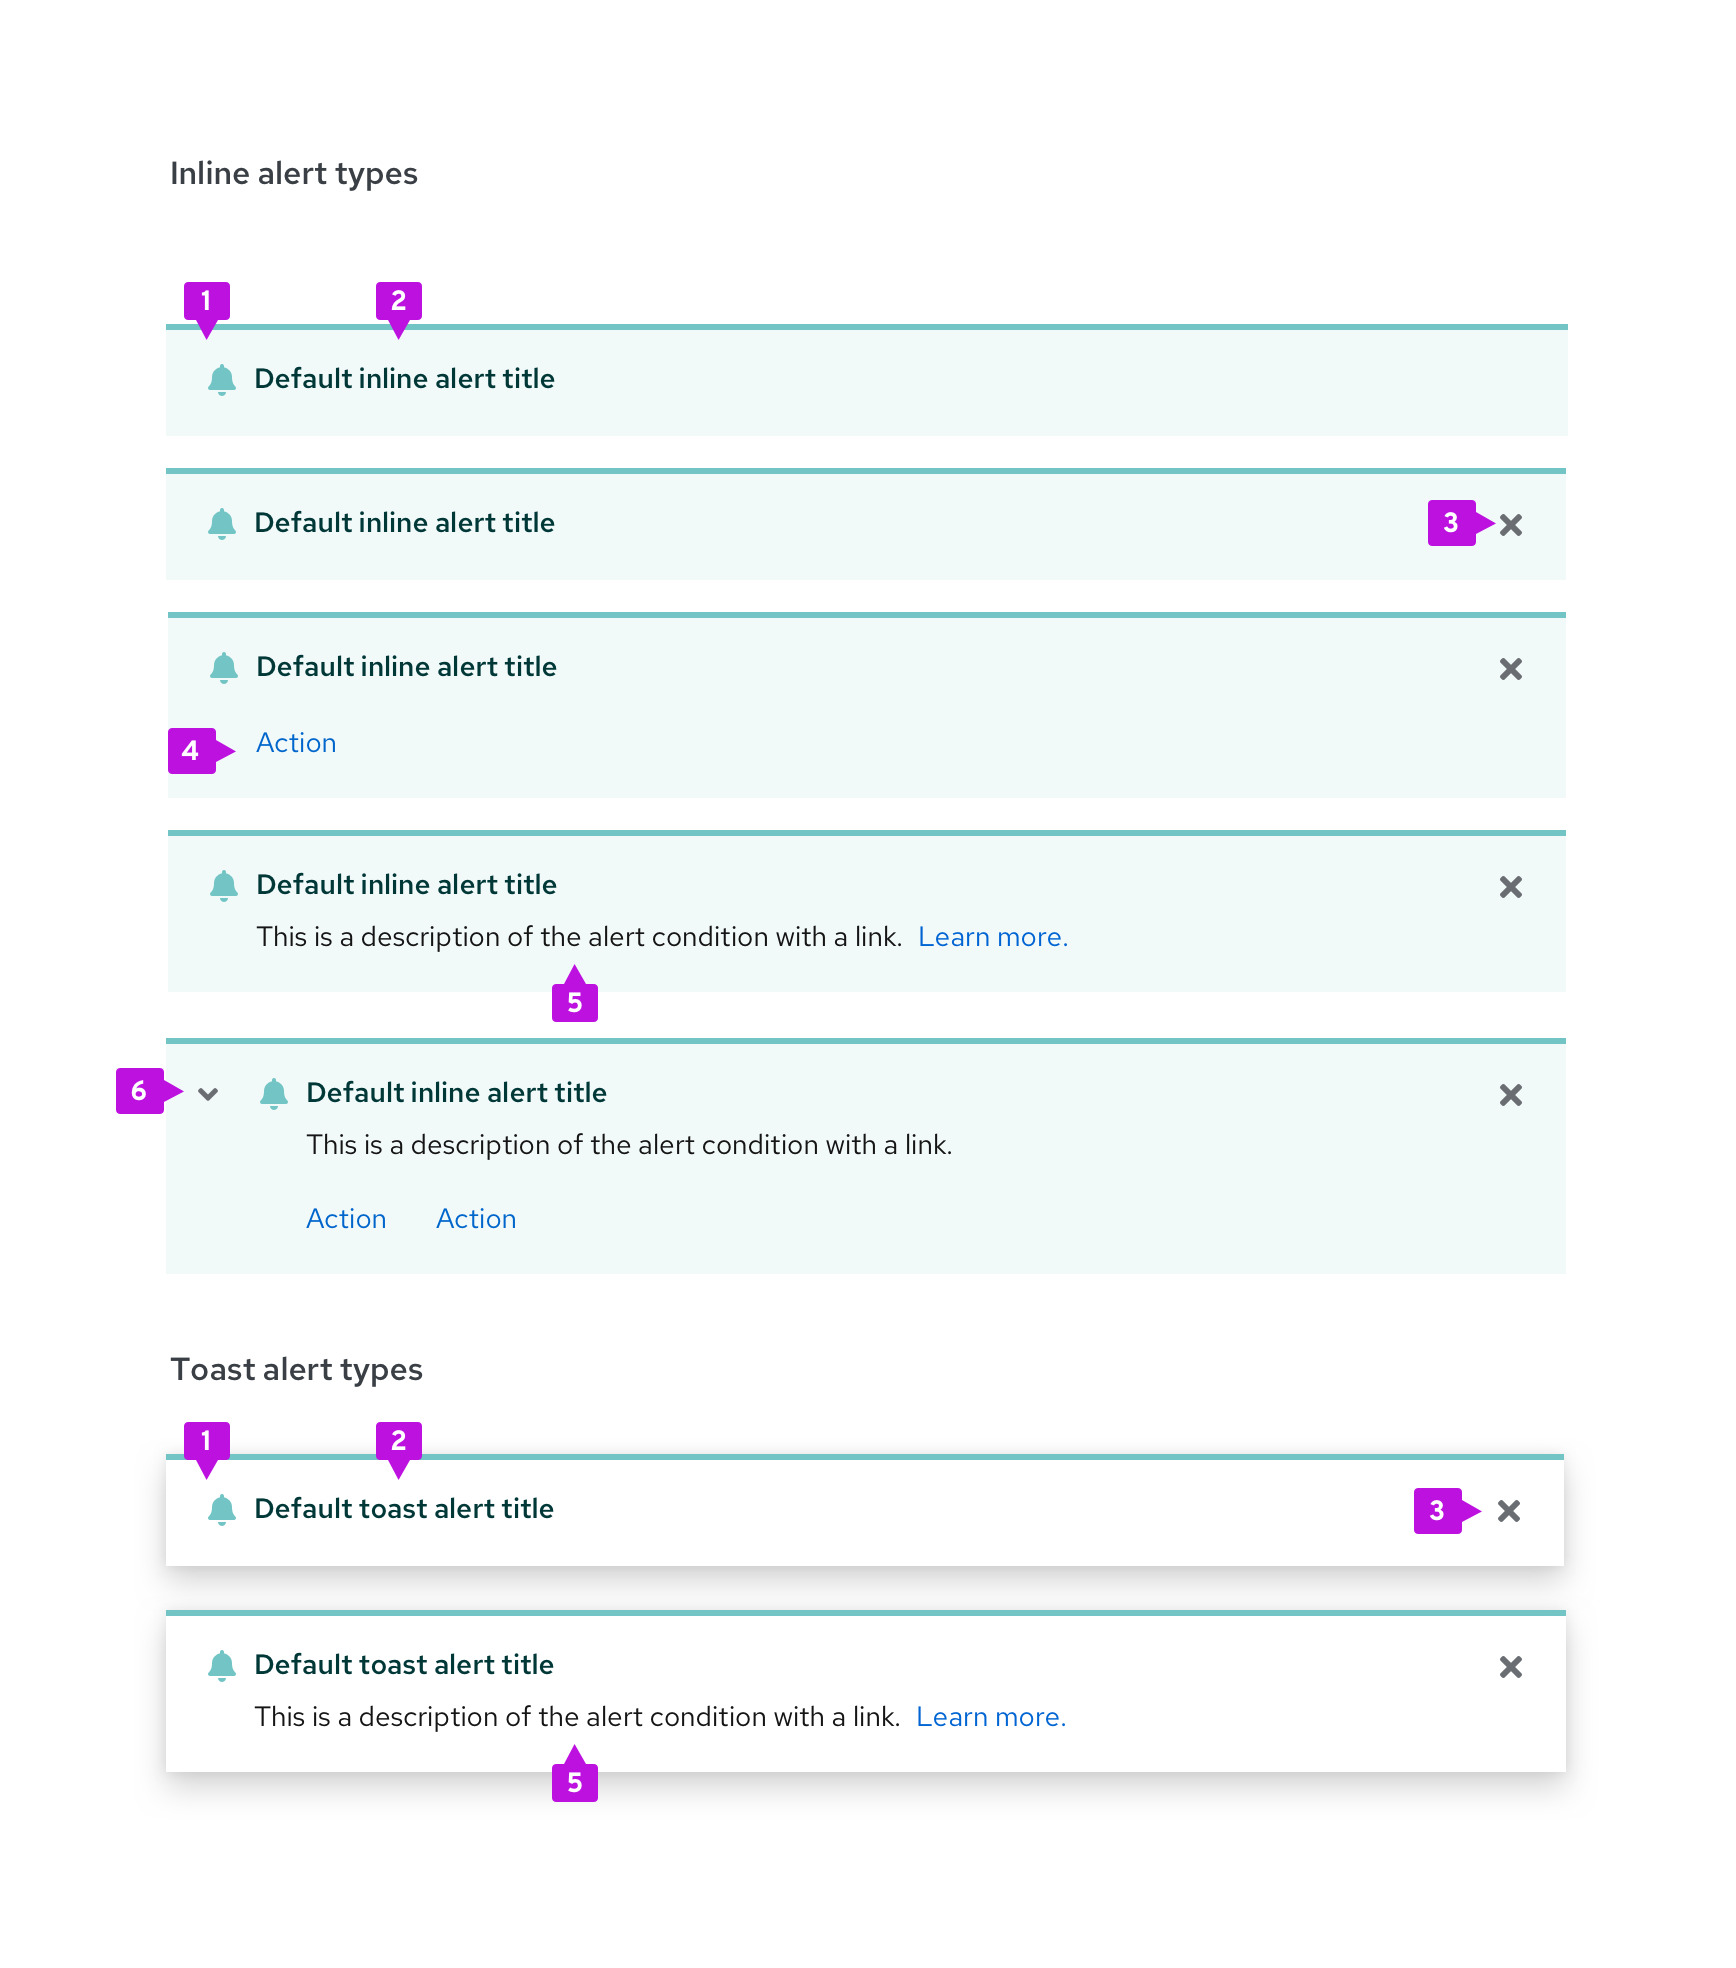 Inline alert types
1 2
Default inline alert title
Default inline alert title 3
Default inline alert title
4 Action
Default inline alert title
This is a description of the alert condition with a link. Learn more.
5
6 Default inline alert title
This is a description of the alert condition with a link.
Action Action
Toast alert types
1 2
Default toast alert title 3
Default toast alert title
This is a description of the alert condition with a link. Learn more.
5